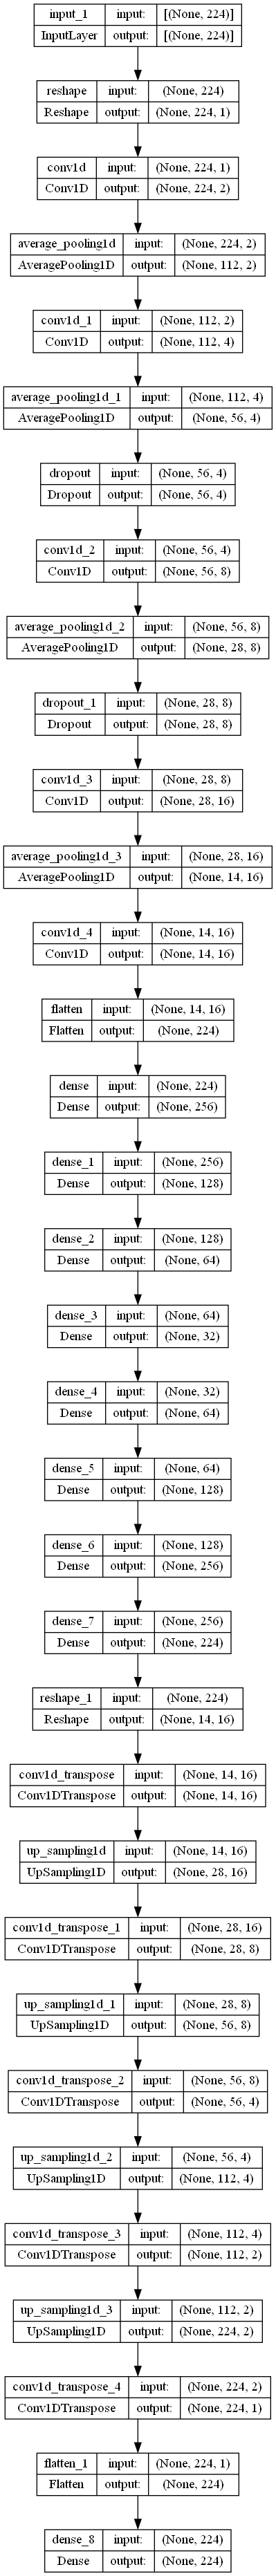 input_1 input: [(None, 224)]
InputLayer output: [(None, 224)]
reshape input: (None, 224)
Reshape output: (None, 224, 1)
conv1d input: (None, 224, 1)
Conv1D output: (None, 224, 2)
average_pooling1d input: (None, 224, 2)
AveragePooling1D output: (None, 112, 2)
conv1d_1 input: (None, 112, 2)
Conv1D output: (None, 112, 4)
average_pooling1d_1 input: (None, 112, 4)
AveragePooling1D output: (None, 56, 4)
dropout input: (None, 56, 4)
Dropout output: (None, 56, 4)
conv1d_2 input: (None, 56, 4)
Conv1D output: (None, 56, 8)
average_pooling1d_2 input: (None, 56, 8)
AveragePooling1D output: (None, 28, 8)
dropout_1 input: (None, 28, 8)
Dropout output: (None, 28, 8)
conv1d_3 input: (None, 28, 8)
Conv1D output: (None, 28, 16)
average_pooling1d_3 input: (None, 28, 16)
AveragePooling1D output: (None, 14, 16)
conv1d_4 input: (None, 14, 16)
Conv1D output: (None, 14, 16)
flatten input: (None, 14, 16)
Flatten output: (None, 224)
dense input: (None, 224)
Dense output: (None, 256)
dense_1 input: (None, 256)
Dense output: (None, 128)
dense_2 input: (None, 128)
Dense output: (None, 64)
dense_3 input: (None, 64)
Dense output: (None, 32)
dense_4 input: (None, 32)
Dense output: (None, 64)
dense_5 input: (None, 64)
Dense output: (None, 128)
dense_6 input: (None, 128)
Dense output: (None, 256)
dense_7 input: (None, 256)
Dense output: (None, 224)
reshape_1 input: (None, 224)
Reshape output: (None, 14, 16)
conv1d_transpose input: (None, 14, 16)
Conv1DTranspose output: (None, 14, 16)
up_sampling1d input: (None, 14, 16)
UpSampling1D output: (None, 28, 16)
conv1d_transpose_1 input: (None, 28, 16)
Conv1DTranspose output: (None, 28, 8)
up_sampling1d_1 input: (None, 28, 8)
UpSampling1D output: (None, 56, 8)
conv1d_transpose_2 input: (None, 56, 8)
Conv1DTranspose output: (None, 56, 4)
up_sampling1d_2 input: (None, 56, 4)
UpSampling1D output: (None, 112, 4)
conv1d_transpose_3 input: (None, 112, 4)
Conv1DTranspose output: (None, 112, 2)
up_sampling1d_3 input: (None, 112, 2)
UpSampling1D output: (None, 224, 2)
conv1d_transpose_4 input: (None, 224, 2)
Conv1DTranspose output: (None, 224, 1)
flatten_1 input: (None, 224, 1)
Flatten output: (None, 224)
dense_8 input: (None, 224)
Dense output: (None, 224)